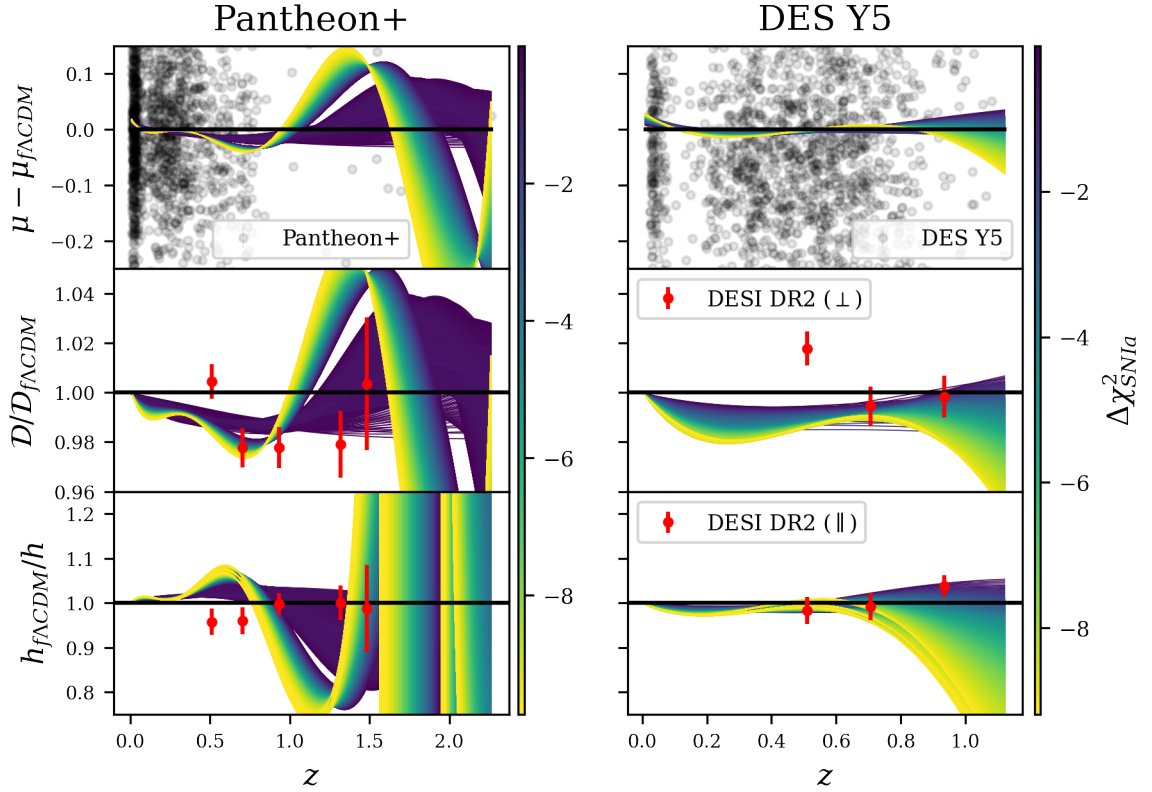 Pantheon+
DES Y5
μ − μ_{fΛCDM}
0.1
0.0
−0.1
−0.2
Pantheon+
DES Y5
𝒟/𝒟_{fΛCDM}
1.04
1.02
1.00
0.98
0.96
DESI DR2 (⊥)
h_{fΛCDM}/h
1.2
1.1
1.0
0.9
0.8
DESI DR2 (∥)
0.0 0.5 1.0 1.5 2.0
z
0.0 0.2 0.4 0.6 0.8 1.0
z
−2
−4
−6
−8
−2
−4
−6
−8
Δχ²_{SNIa}